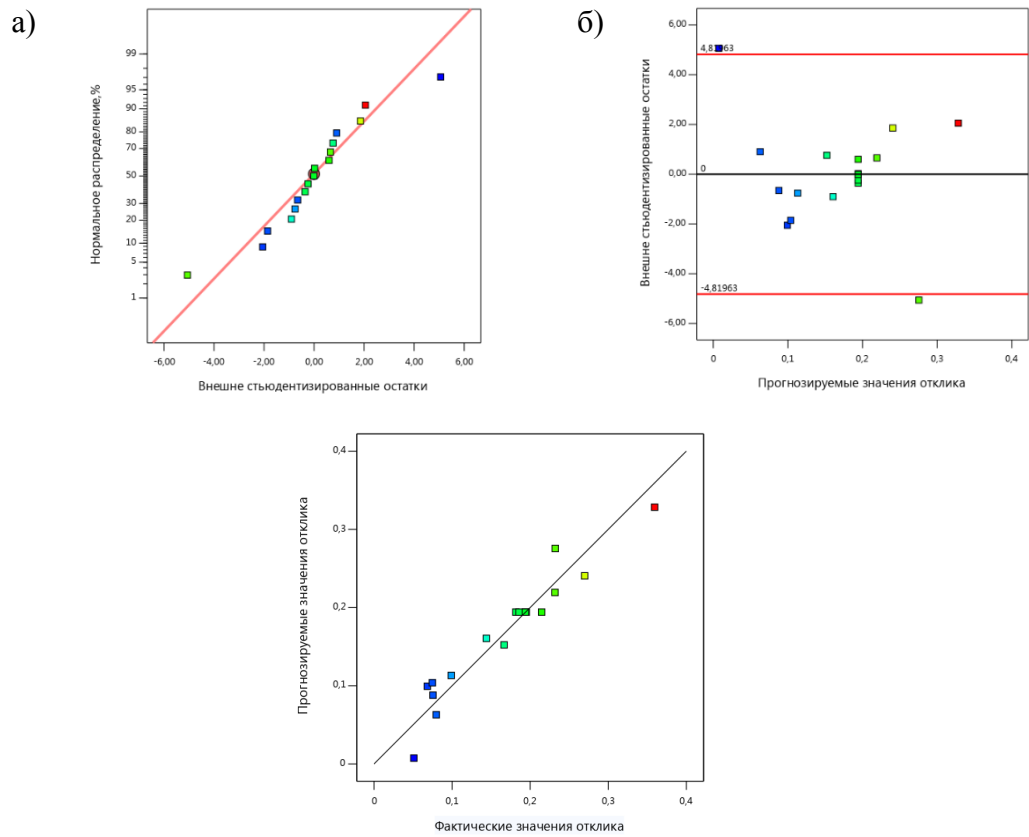 а)
Нормальное распределение,%
99
95
90
80
70
50
30
20
10
5
1
-6,00 -4,00 -2,00 0,00 2,00 4,00 6,00
Внешне стьюдентизированные остатки
б)
Внешне стьюдентизированные остатки
6,00
4,81963
4,00
2,00
0
0,00
-2,00
-4,00
-4,81963
-6,00
0 0,1 0,2 0,3 0,4
Прогнозируемые значения отклика
Прогнозируемые значения отклика
0,4
0,3
0,2
0,1
0
0 0,1 0,2 0,3 0,4
Фактические значения отклика